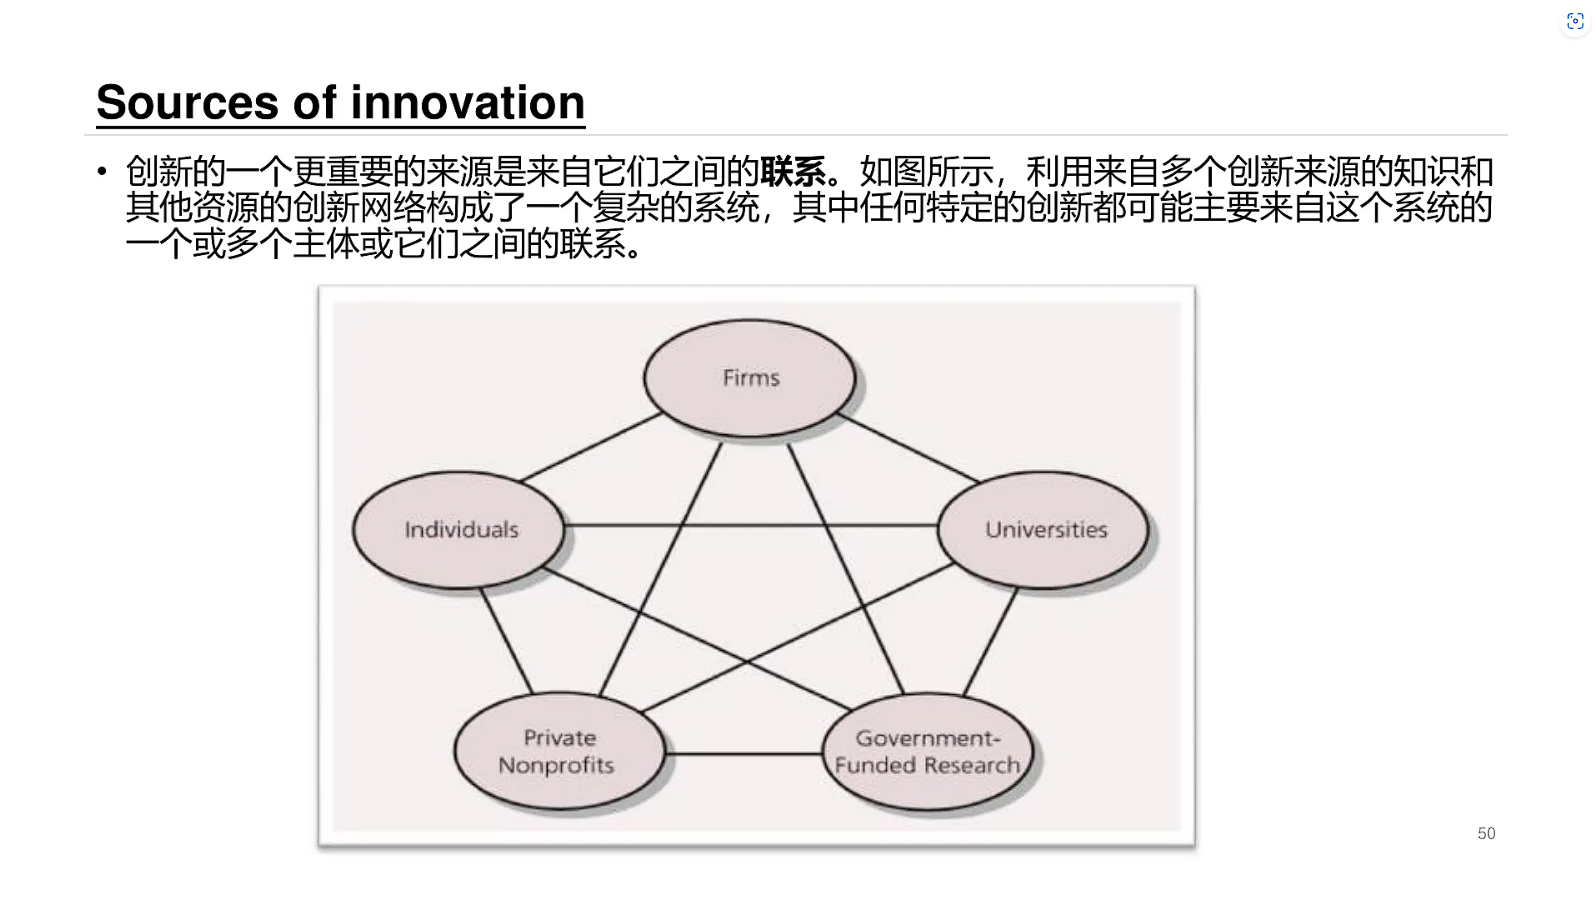 Sources of innovation
• 创新的一个更重要的来源是来自它们之间的联系。如图所示，利用来自多个创新来源的知识和
其他资源的创新网络构成了一个复杂的系统，其中任何特定的创新都可能主要来自这个系统的
一个或多个主体或它们之间的联系。
Firms
Individuals
Universities
Private
Nonprofits
Government-
Funded Research
50